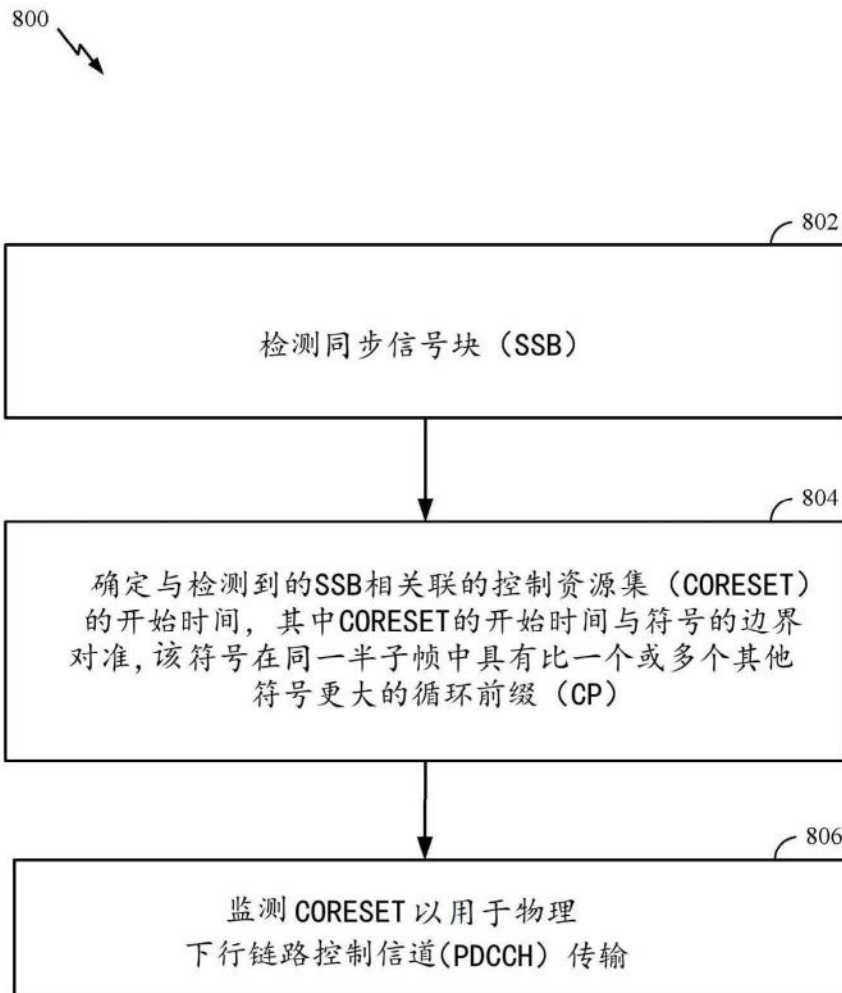 800
802
检测同步信号块（SSB）
804
确定与检测到的SSB相关联的控制资源集（CORESET）
的开始时间，其中CORESET的开始时间与符号的边界
对准,该符号在同一半子帧中具有比一个或多个其他
符号更大的循环前缀（CP）
806
监测CORESET以用于物理
下行链路控制信道(PDCCH）传输